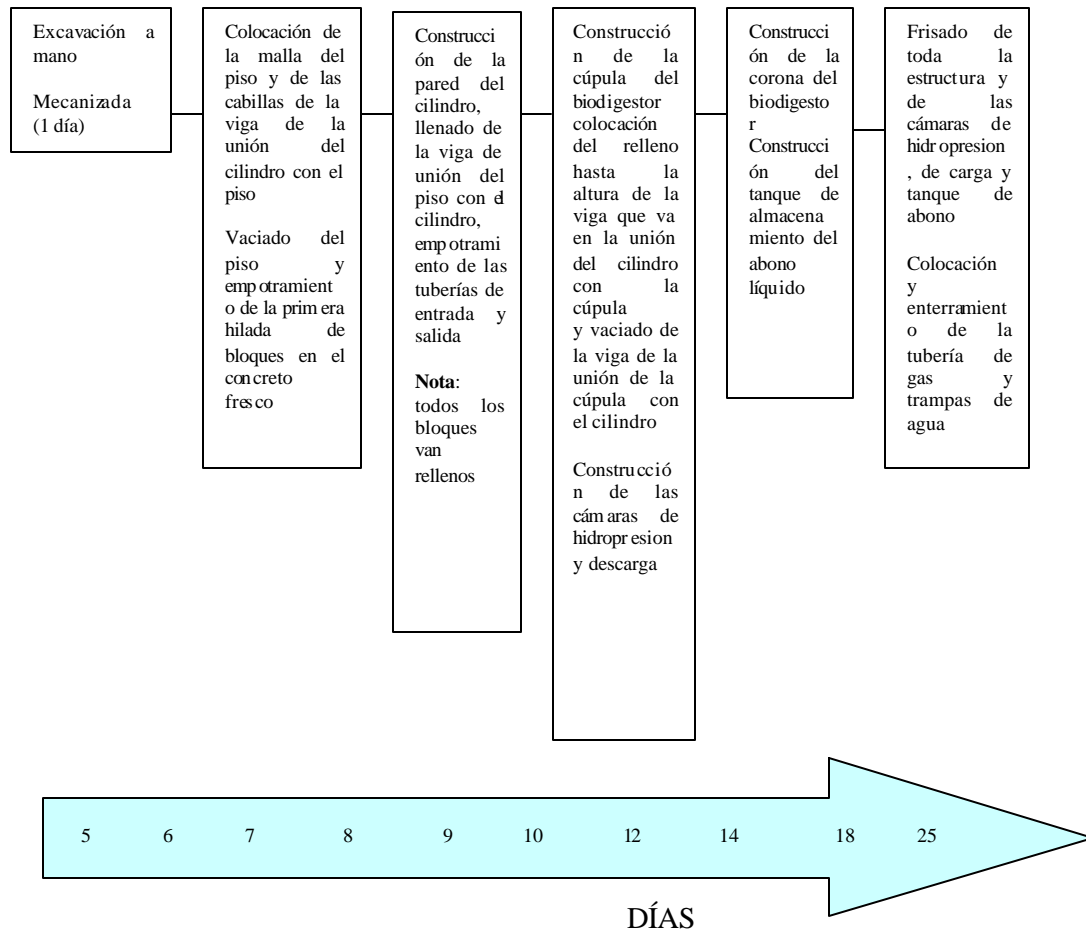 Excavación a
mano
Mecanizada
(1 día)
Colocación de
la malla del
piso y de las
cabillas de la
viga de la
unión del
cilindro con el
piso
Vaciado del
piso y
empotramient
o de la primera
hilada de
bloques en el
concreto
fresco
Construcci
ón de la
pared del
cilindro,
llenado de
la viga de
unión del
piso con el
cilindro,
empotrami
ento de las
tuberías de
entrada y
salida
Nota:
todos los
bloques
van
rellenos
Construcció
n de la
cúpula del
biodigestor
colocación
del relleno
hasta la
altura de la
viga que va
en la unión
del cilindro
con la
cúpula
y vaciado de
la viga de la
unión de la
cúpula con
el cilindro
Construcció
n de las
cámaras de
hidropresion
y descarga
Construcci
ón de la
corona del
biodigesto
r
Construcci
ón del
tanque de
almacena
miento del
abono
líquido
Frisado de
toda la
estructura y
de las
cámaras de
hidropresion
, de carga y
tanque de
abono
Colocación
y
enterramient
o de la
tubería de
gas y
trampas de
agua
5 6 7 8 9 10 12 14 18 25
DÍAS